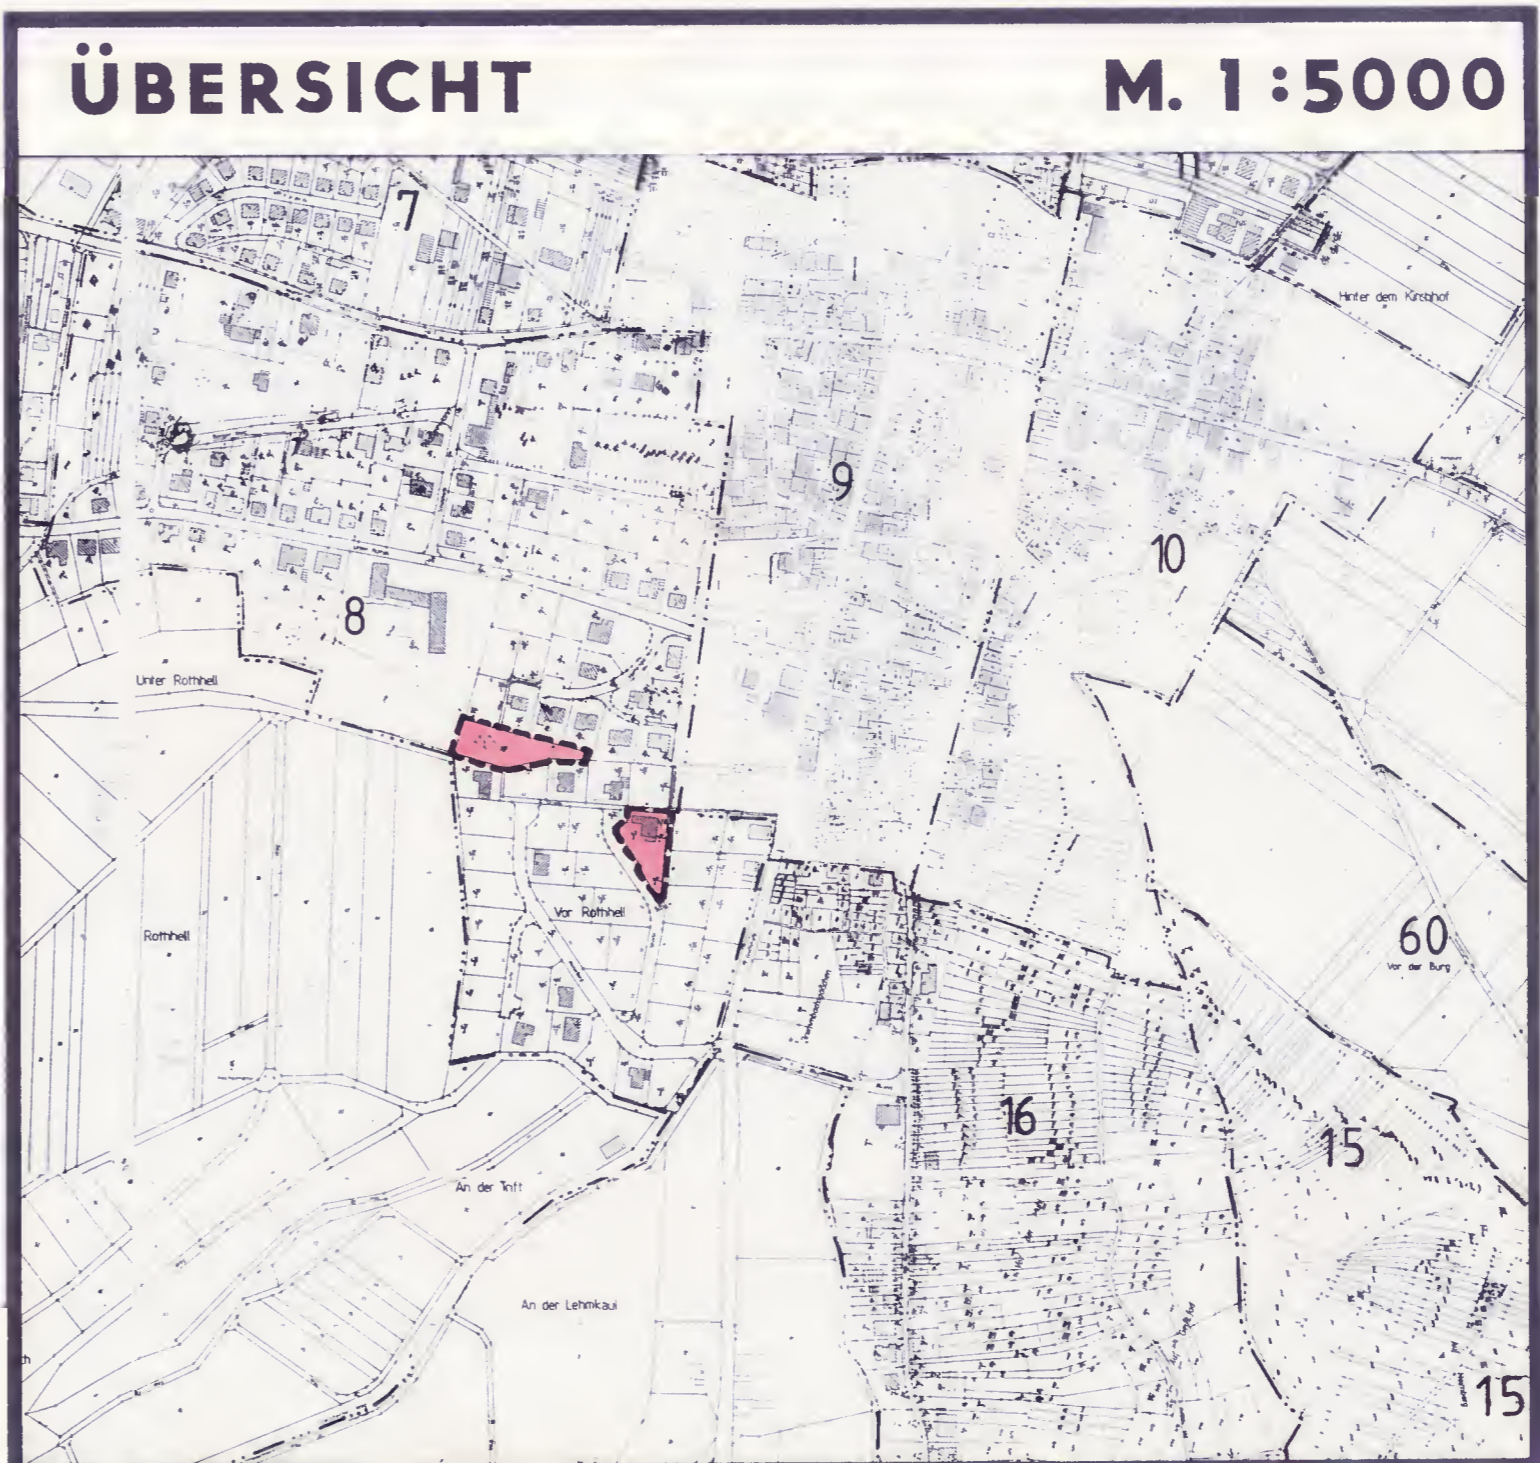 ÜBERSICHT M. 1:5000
7
Hinter dem Kirchhof
9
10
8
Unter Rothhell
Vor Rothhell
Rothhell
60
Vor der Burg
16
15
An der Trift
An der Lehmkaul
15